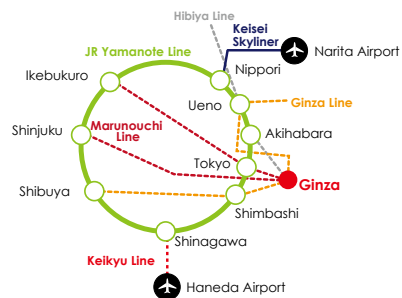 Hibiya Line
Keisei
Skyliner
Narita Airport
JR Yamanote Line
Nippori
Ikebukuro
Ueno
Ginza Line
Shinjuku
Marunouchi
Line
Akihabara
Tokyo
Ginza
Shibuya
Shimbashi
Shinagawa
Keikyu Line
Haneda Airport